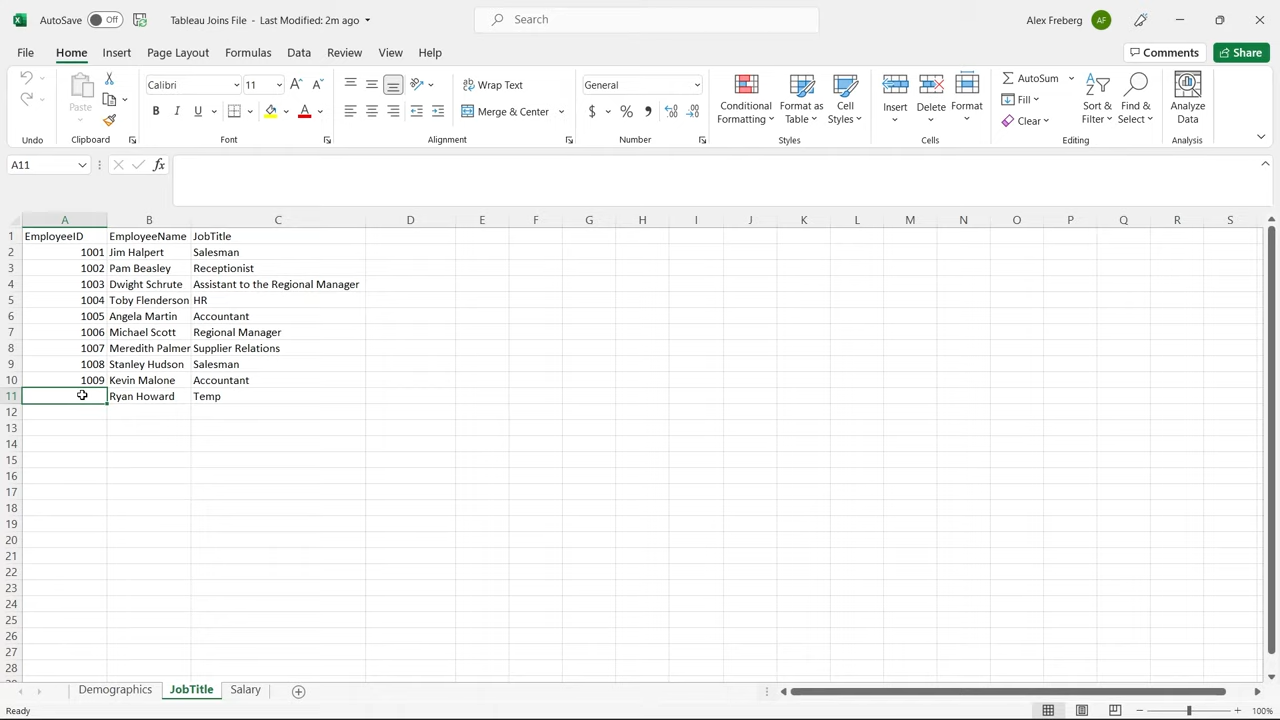 AutoSave Off Tableau Joins File - Last Modified: 2m ago Search Alex Freberg AF
File Home Insert Page Layout Formulas Data Review View Help Comments Share
Paste Calibri 11 Wrap Text General Conditional Formatting Format as Table Cell Styles Insert Delete Format AutoSum Sort & Filter Find & Select Analyze Data
B I U A Merge & Center $ % Fill
Clear
Undo Clipboard Font Alignment Number Styles Cells Editing Analysis
A11 fx
A B C D E F G H I J K L M N O P Q R S
1 EmployeeID EmployeeName JobTitle
2 1001 Jim Halpert Salesman
3 1002 Pam Beasley Receptionist
4 1003 Dwight Schrute Assistant to the Regional Manager
5 1004 Toby Flenderson HR
6 1005 Angela Martin Accountant
7 1006 Michael Scott Regional Manager
8 1007 Meredith Palmer Supplier Relations
9 1008 Stanley Hudson Salesman
10 1009 Kevin Malone Accountant
11 Ryan Howard Temp
12
13
14
15
16
17
18
19
20
21
22
23
24
25
26
27
28
Demographics JobTitle Salary
Ready 100%